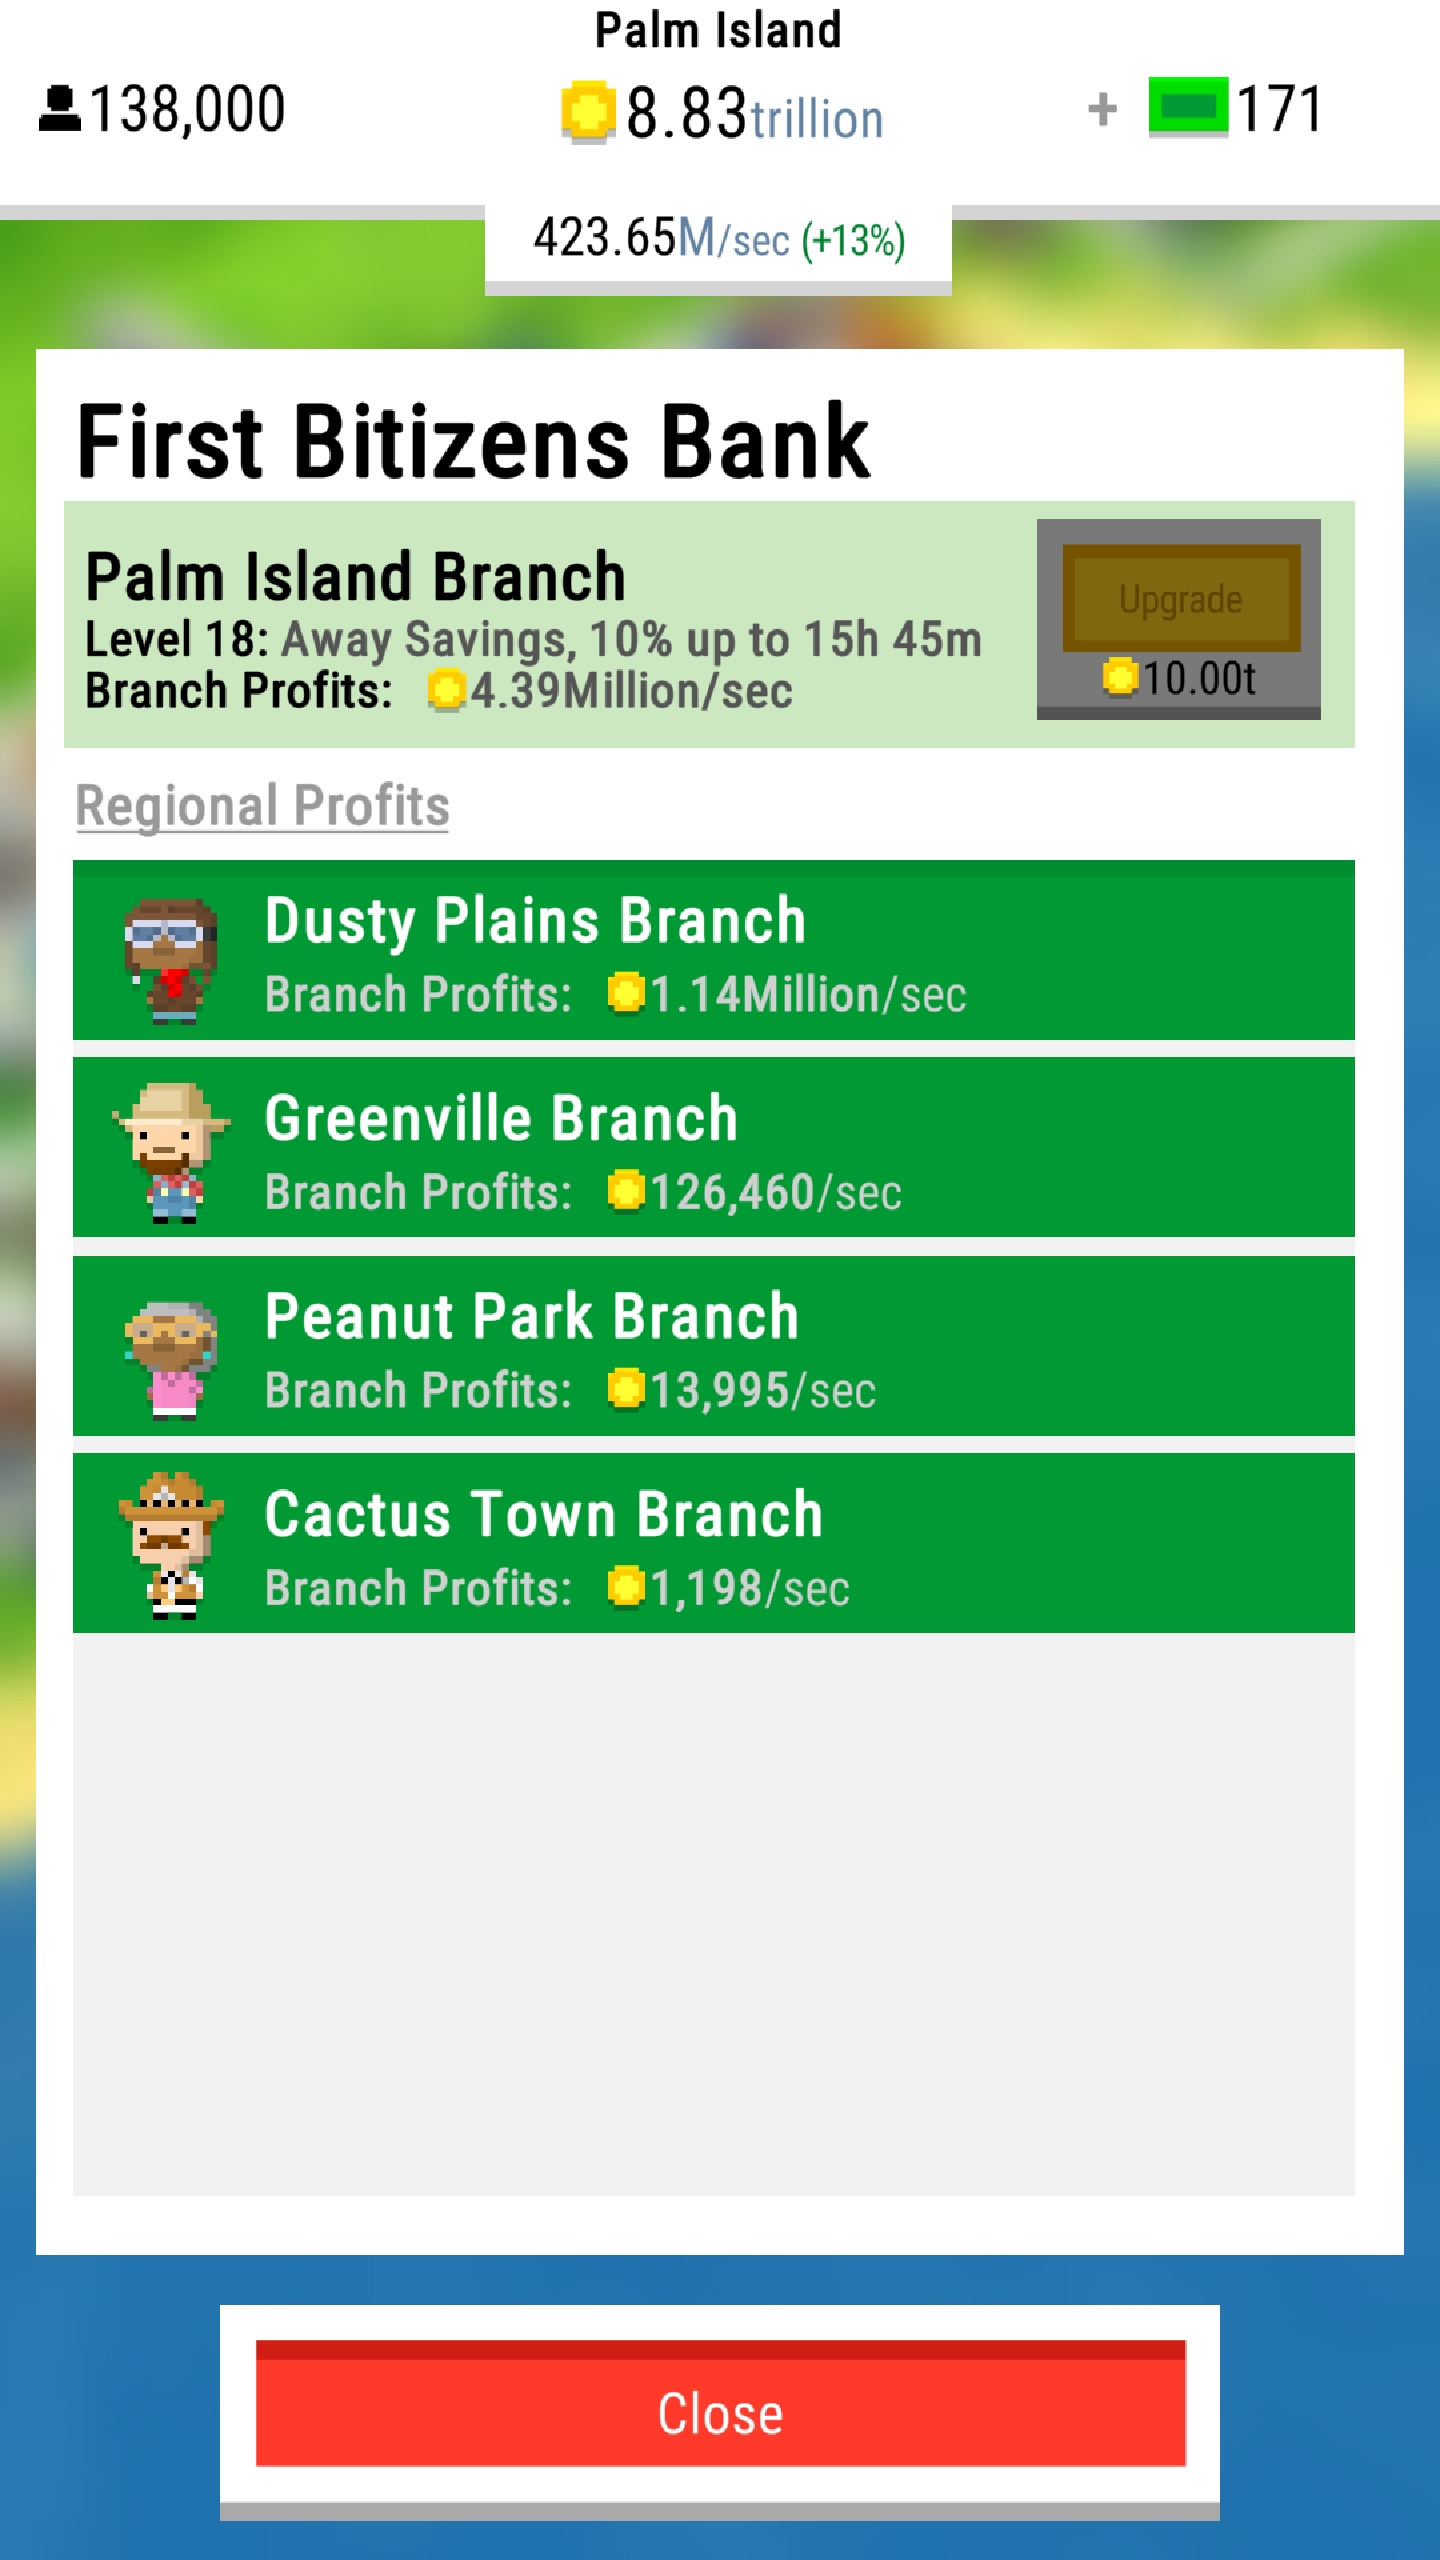 Palm Island
138,000
8.83trillion
+ 171
423.65M/sec (+13%)
First Bitizens Bank
Palm Island Branch
Level 18: Away Savings, 10% up to 15h 45m
Branch Profits: 4.39Million/sec
Upgrade
10.00t
Regional Profits
Dusty Plains Branch
Branch Profits: 1.14Million/sec
Greenville Branch
Branch Profits: 126,460/sec
Peanut Park Branch
Branch Profits: 13,995/sec
Cactus Town Branch
Branch Profits: 1,198/sec
Close